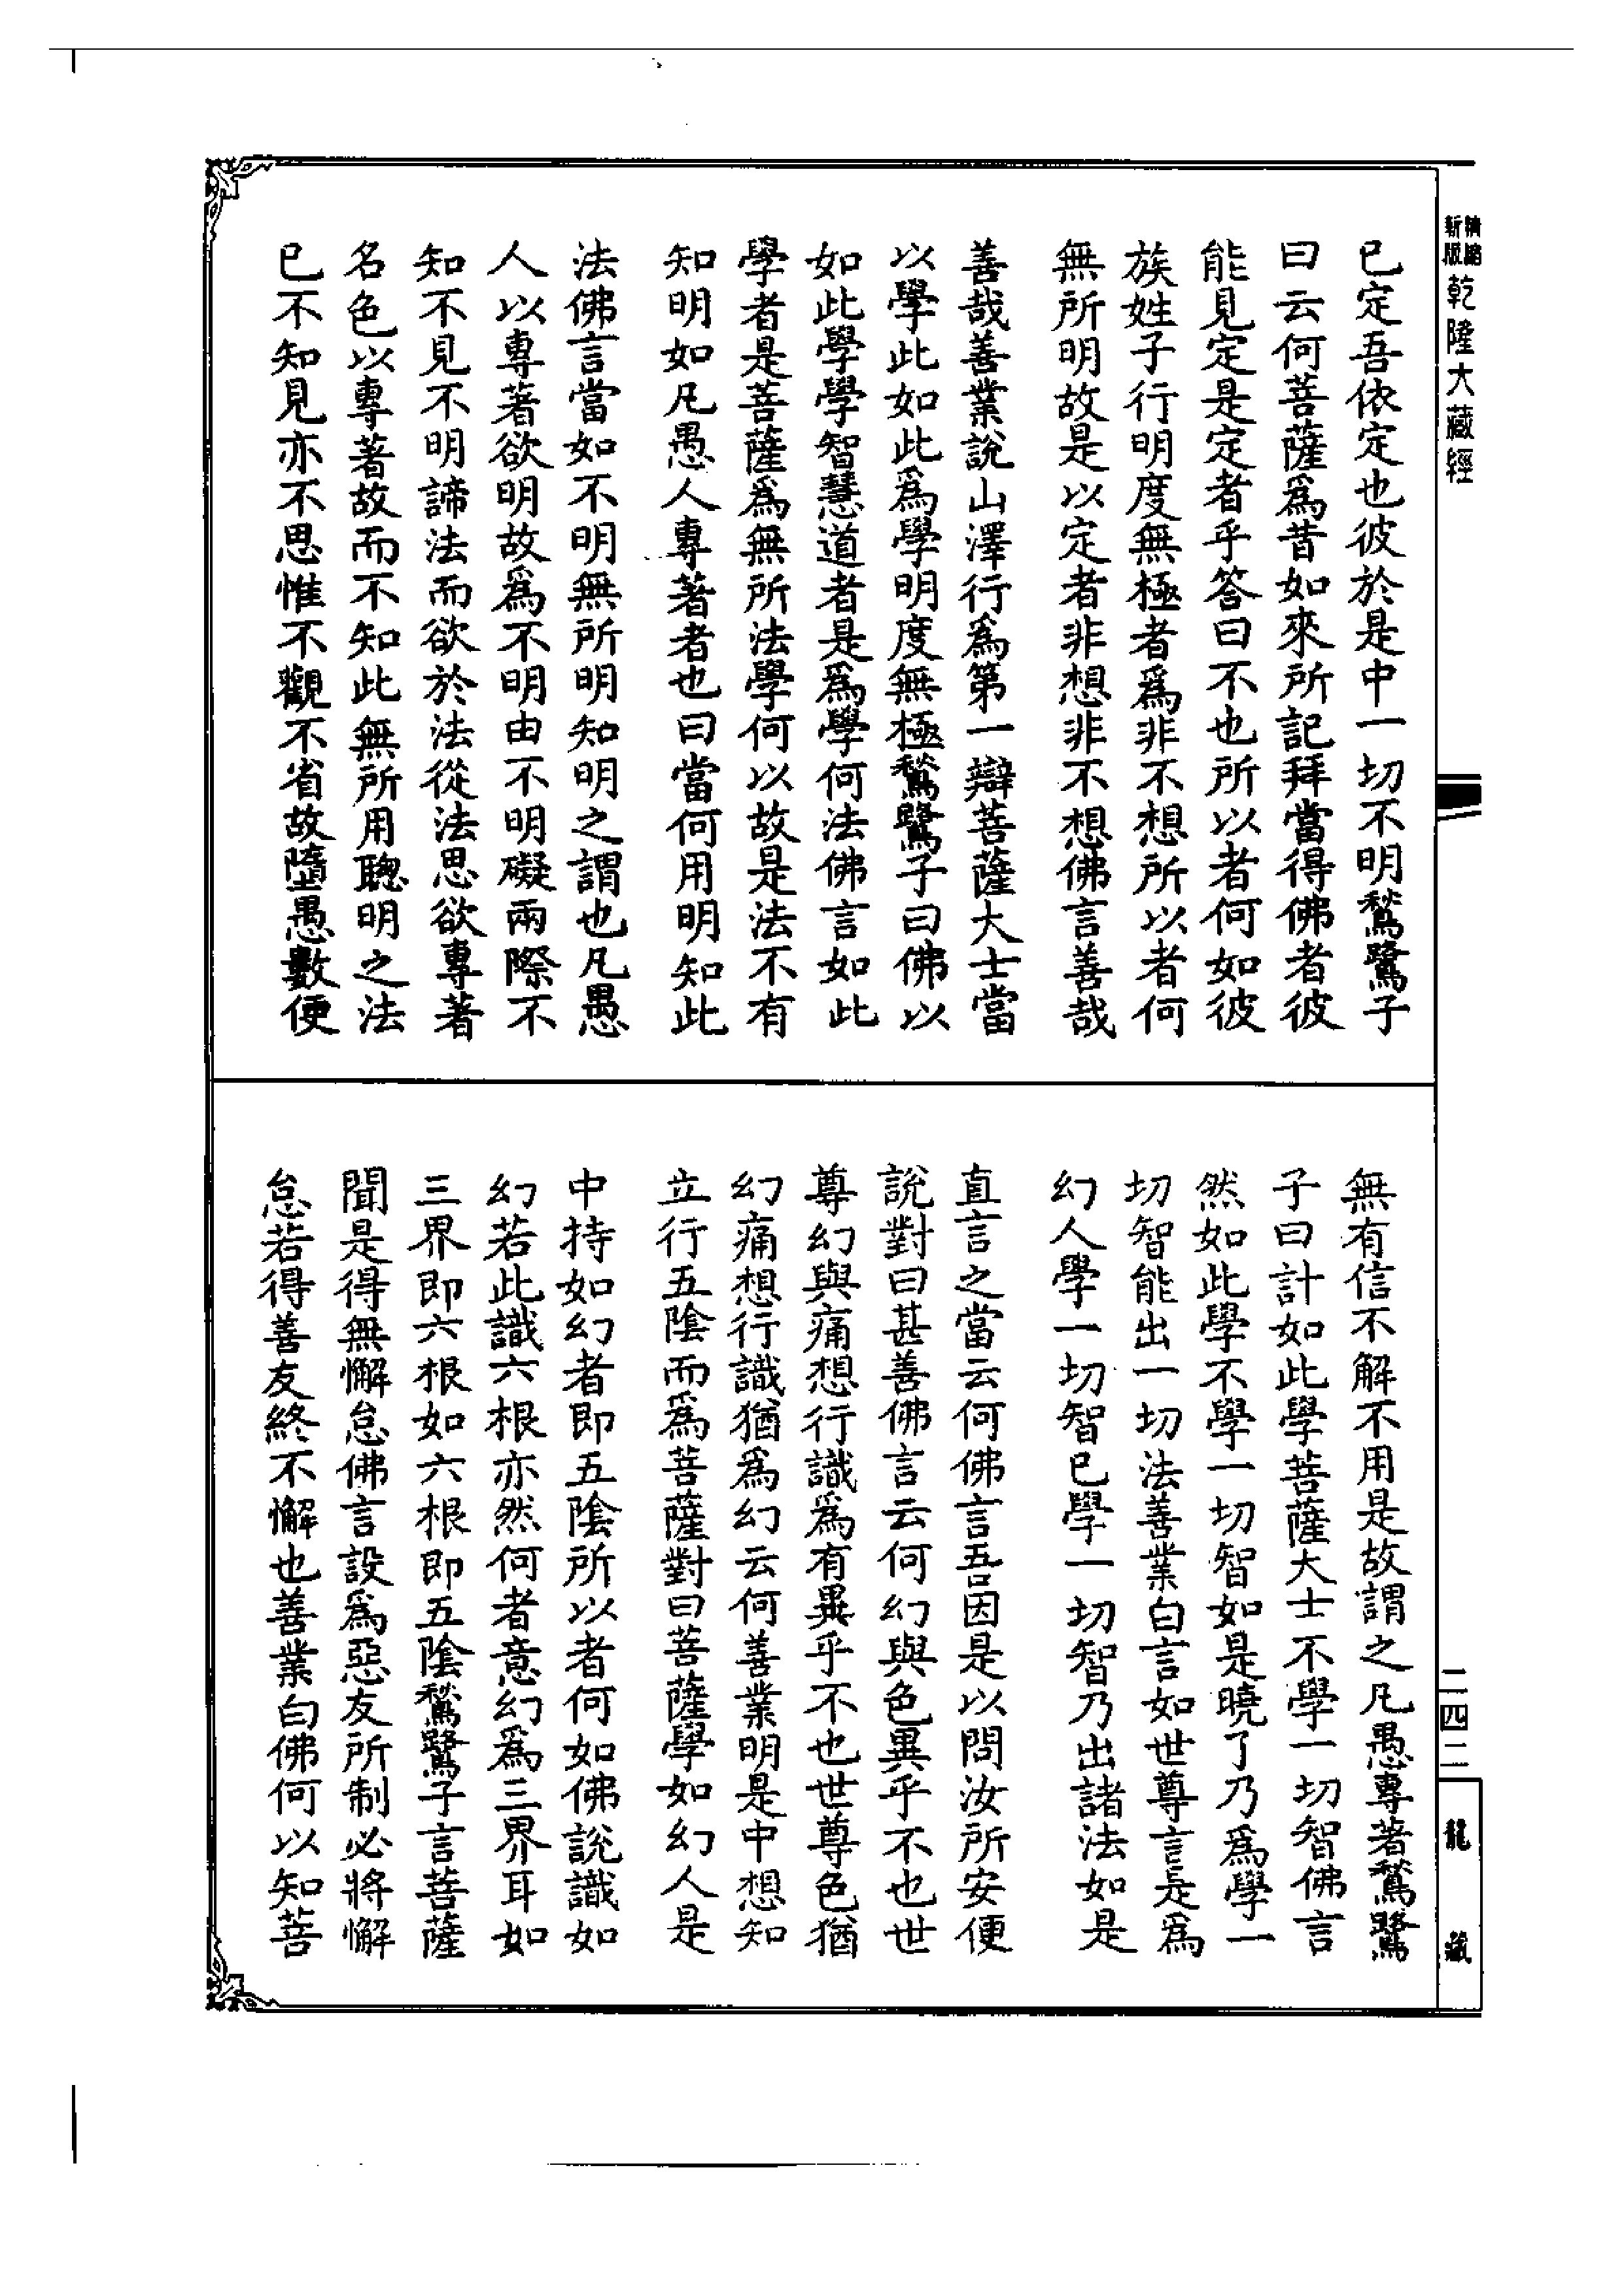 新版
精縮
乾隆大藏經
已定吾依定也彼於是中一切不明鶖鷺子
曰云何菩薩爲昔如來所記拜當得佛者彼
能見定是定者乎答曰不也所以者何如彼
族姓子行明度無極者爲非不想所以者何
無所明故是以定者非想非不想佛言善哉
善哉善業說山澤行爲第一辯菩薩大士當
以學此如此爲學明度無極鶖鷺子曰佛以
如此學學智慧道者是爲學何法佛言如此
學者是菩薩爲無所法學何以故是法不有
知明如凡愚人專著者也曰當何用明知此
法佛言當如不明無所明知明之謂也凡愚
人以專著欲明故爲不明由不明礙兩際不
知不見不明諦法而欲於法從法思欲專著
名色以專著故而不知此無所用聰明之法
已不知見亦不思惟不觀不省故墮愚數便
無有信不解不用是故謂之凡愚專著鶖鷺
子曰計如此學菩薩大士不學一切智佛言
然如此學不學一切智如是曉了乃爲學一
切智能出一切法善業白言如世尊言是爲
幻人學一切智已學一切智乃出諸法如是
直言之當云何佛言吾因是以問汝所安便
說對曰甚善佛言云何幻與色異乎不也世
尊幻與痛想行識爲有異乎不也世尊色猶
幻痛想行識猶爲幻云何善業明是中想知
立行五陰而爲菩薩對曰菩薩學如幻人是
中持如幻者即五陰所以者何如佛說識如
幻若此識六根亦然何者意幻爲三界耳如
三界即六根如六根即五陰鶖鷺子言菩薩
聞是得無懈怠佛言設爲惡友所制必將懈
怠若得善友終不懈也善業白佛何以知菩
二四二
龍藏